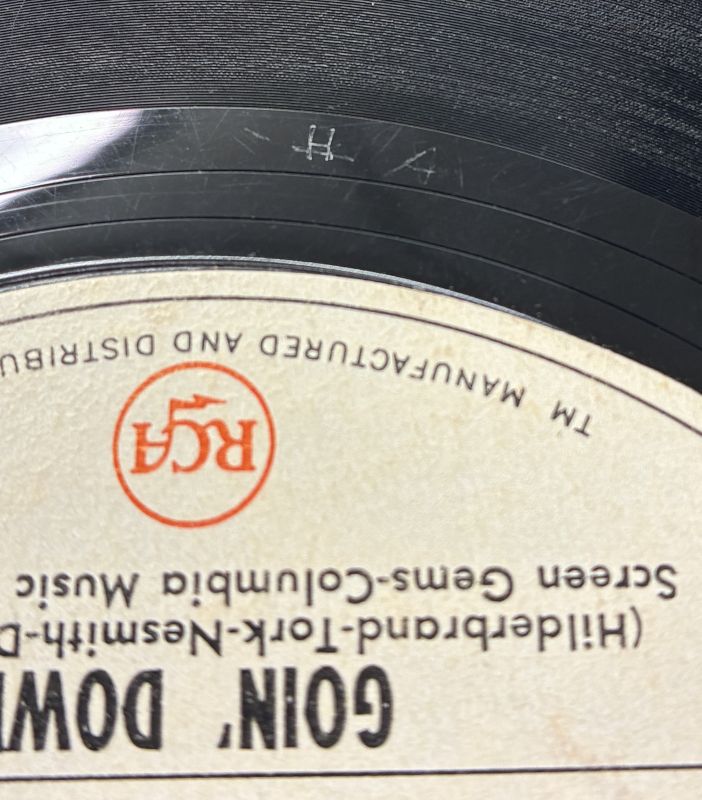 GOIN' DOWN
(Hilderbrand-Tork-Nesmith-D
Screen Gems-Columbia Music
RCA
TM MANUFACTURED AND DISTRIBU